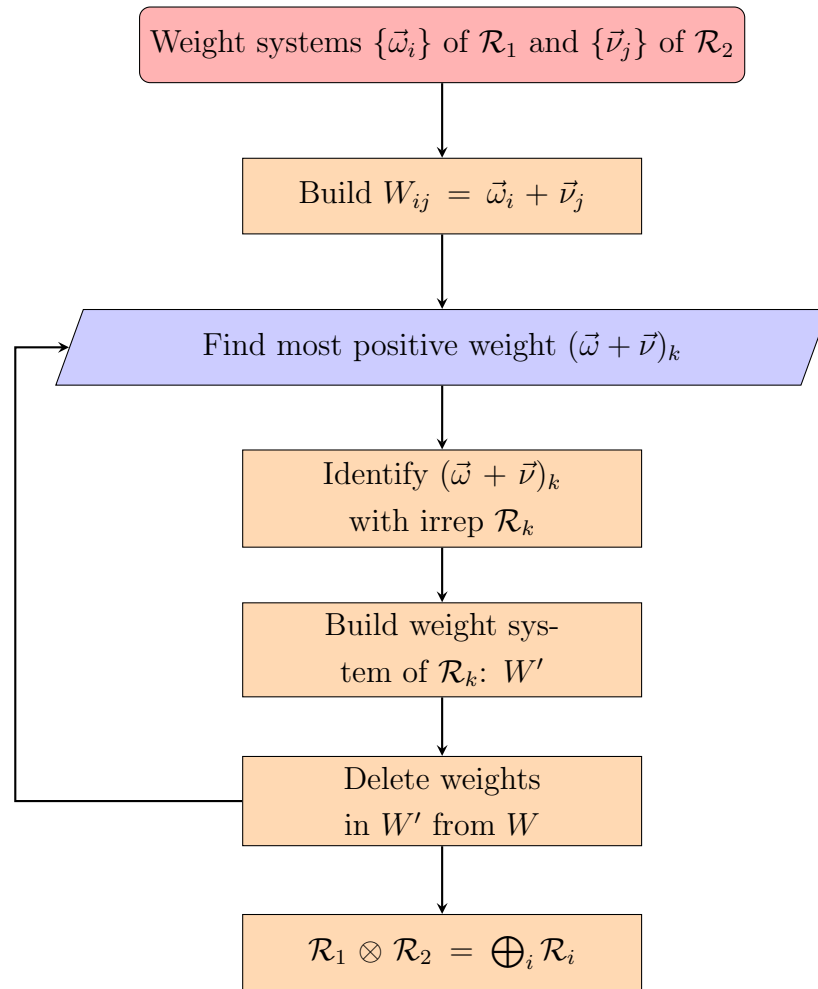 Weight systems {ω⃗ᵢ} of ℛ₁ and {ν⃗ⱼ} of ℛ₂
Build Wᵢⱼ = ω⃗ᵢ + ν⃗ⱼ
Find most positive weight (ω⃗ + ν⃗)ₖ
Identify (ω⃗ + ν⃗)ₖ
with irrep ℛₖ
Build weight sys-
tem of ℛₖ: W′
Delete weights
in W′ from W
ℛ₁ ⊗ ℛ₂ = ⨁ᵢ ℛᵢ